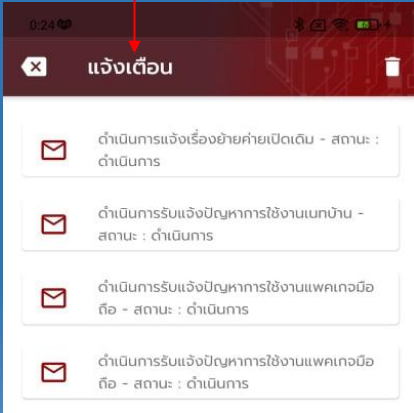 0:24
แจ้งเตือน
ดำเนินการแจ้งเรื่องย้ายค่ายเปิดเดิม - สถานะ :
ดำเนินการ
ดำเนินการรับแจ้งปัญหาการใช้งานเนทบ้าน -
สถานะ : ดำเนินการ
ดำเนินการรับแจ้งปัญหาการใช้งานแพคเกจมือ
ถือ - สถานะ : ดำเนินการ
ดำเนินการรับแจ้งปัญหาการใช้งานแพคเกจมือ
ถือ - สถานะ : ดำเนินการ